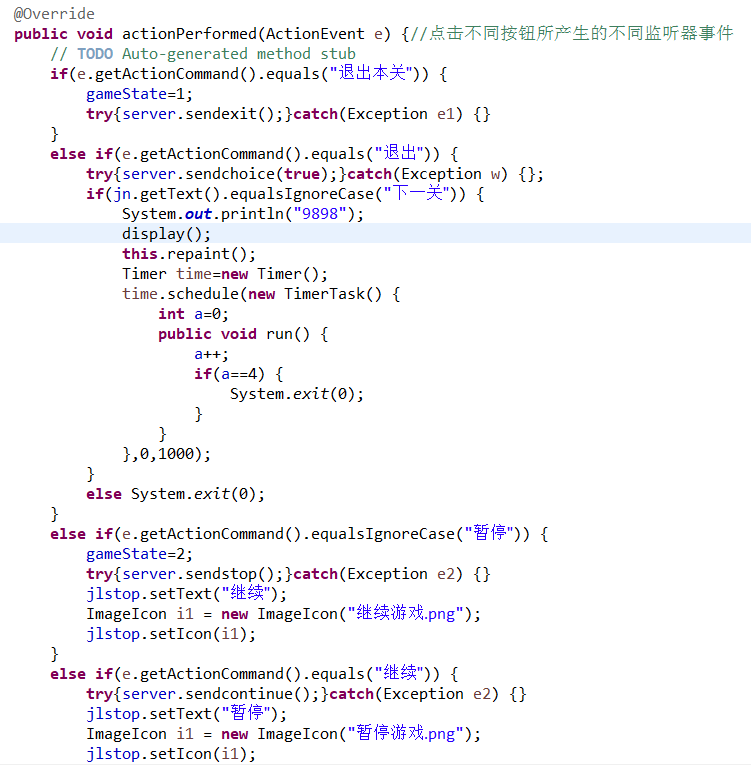 @Override
public void actionPerformed(ActionEvent e) {//点击不同按钮所产生的不同监听器事件
    // TODO Auto-generated method stub
    if(e.getActionCommand().equals("退出本关")) {
        gameState=1;
        try{server.sendexit();}catch(Exception e1) {}
    }
    else if(e.getActionCommand().equals("退出")) {
        try{server.sendchoice(true);}catch(Exception w) {};
        if(jn.getText().equalsIgnoreCase("下一关")) {
            System.out.println("9898");
            display();
            this.repaint();
            Timer time=new Timer();
            time.schedule(new TimerTask() {
                int a=0;
                public void run() {
                    a++;
                    if(a==4) {
                        System.exit(0);
                    }
                }
            },0,1000);
        }
        else System.exit(0);
    }
    else if(e.getActionCommand().equalsIgnoreCase("暂停")) {
        gameState=2;
        try{server.sendstop();}catch(Exception e2) {}
        jlstop.setText("继续");
        ImageIcon i1 = new ImageIcon("继续游戏.png");
        jlstop.setIcon(i1);
    }
    else if(e.getActionCommand().equals("继续")) {
        try{server.sendcontinue();}catch(Exception e2) {}
        jlstop.setText("暂停");
        ImageIcon i1 = new ImageIcon("暂停游戏.png");
        jlstop.setIcon(i1);